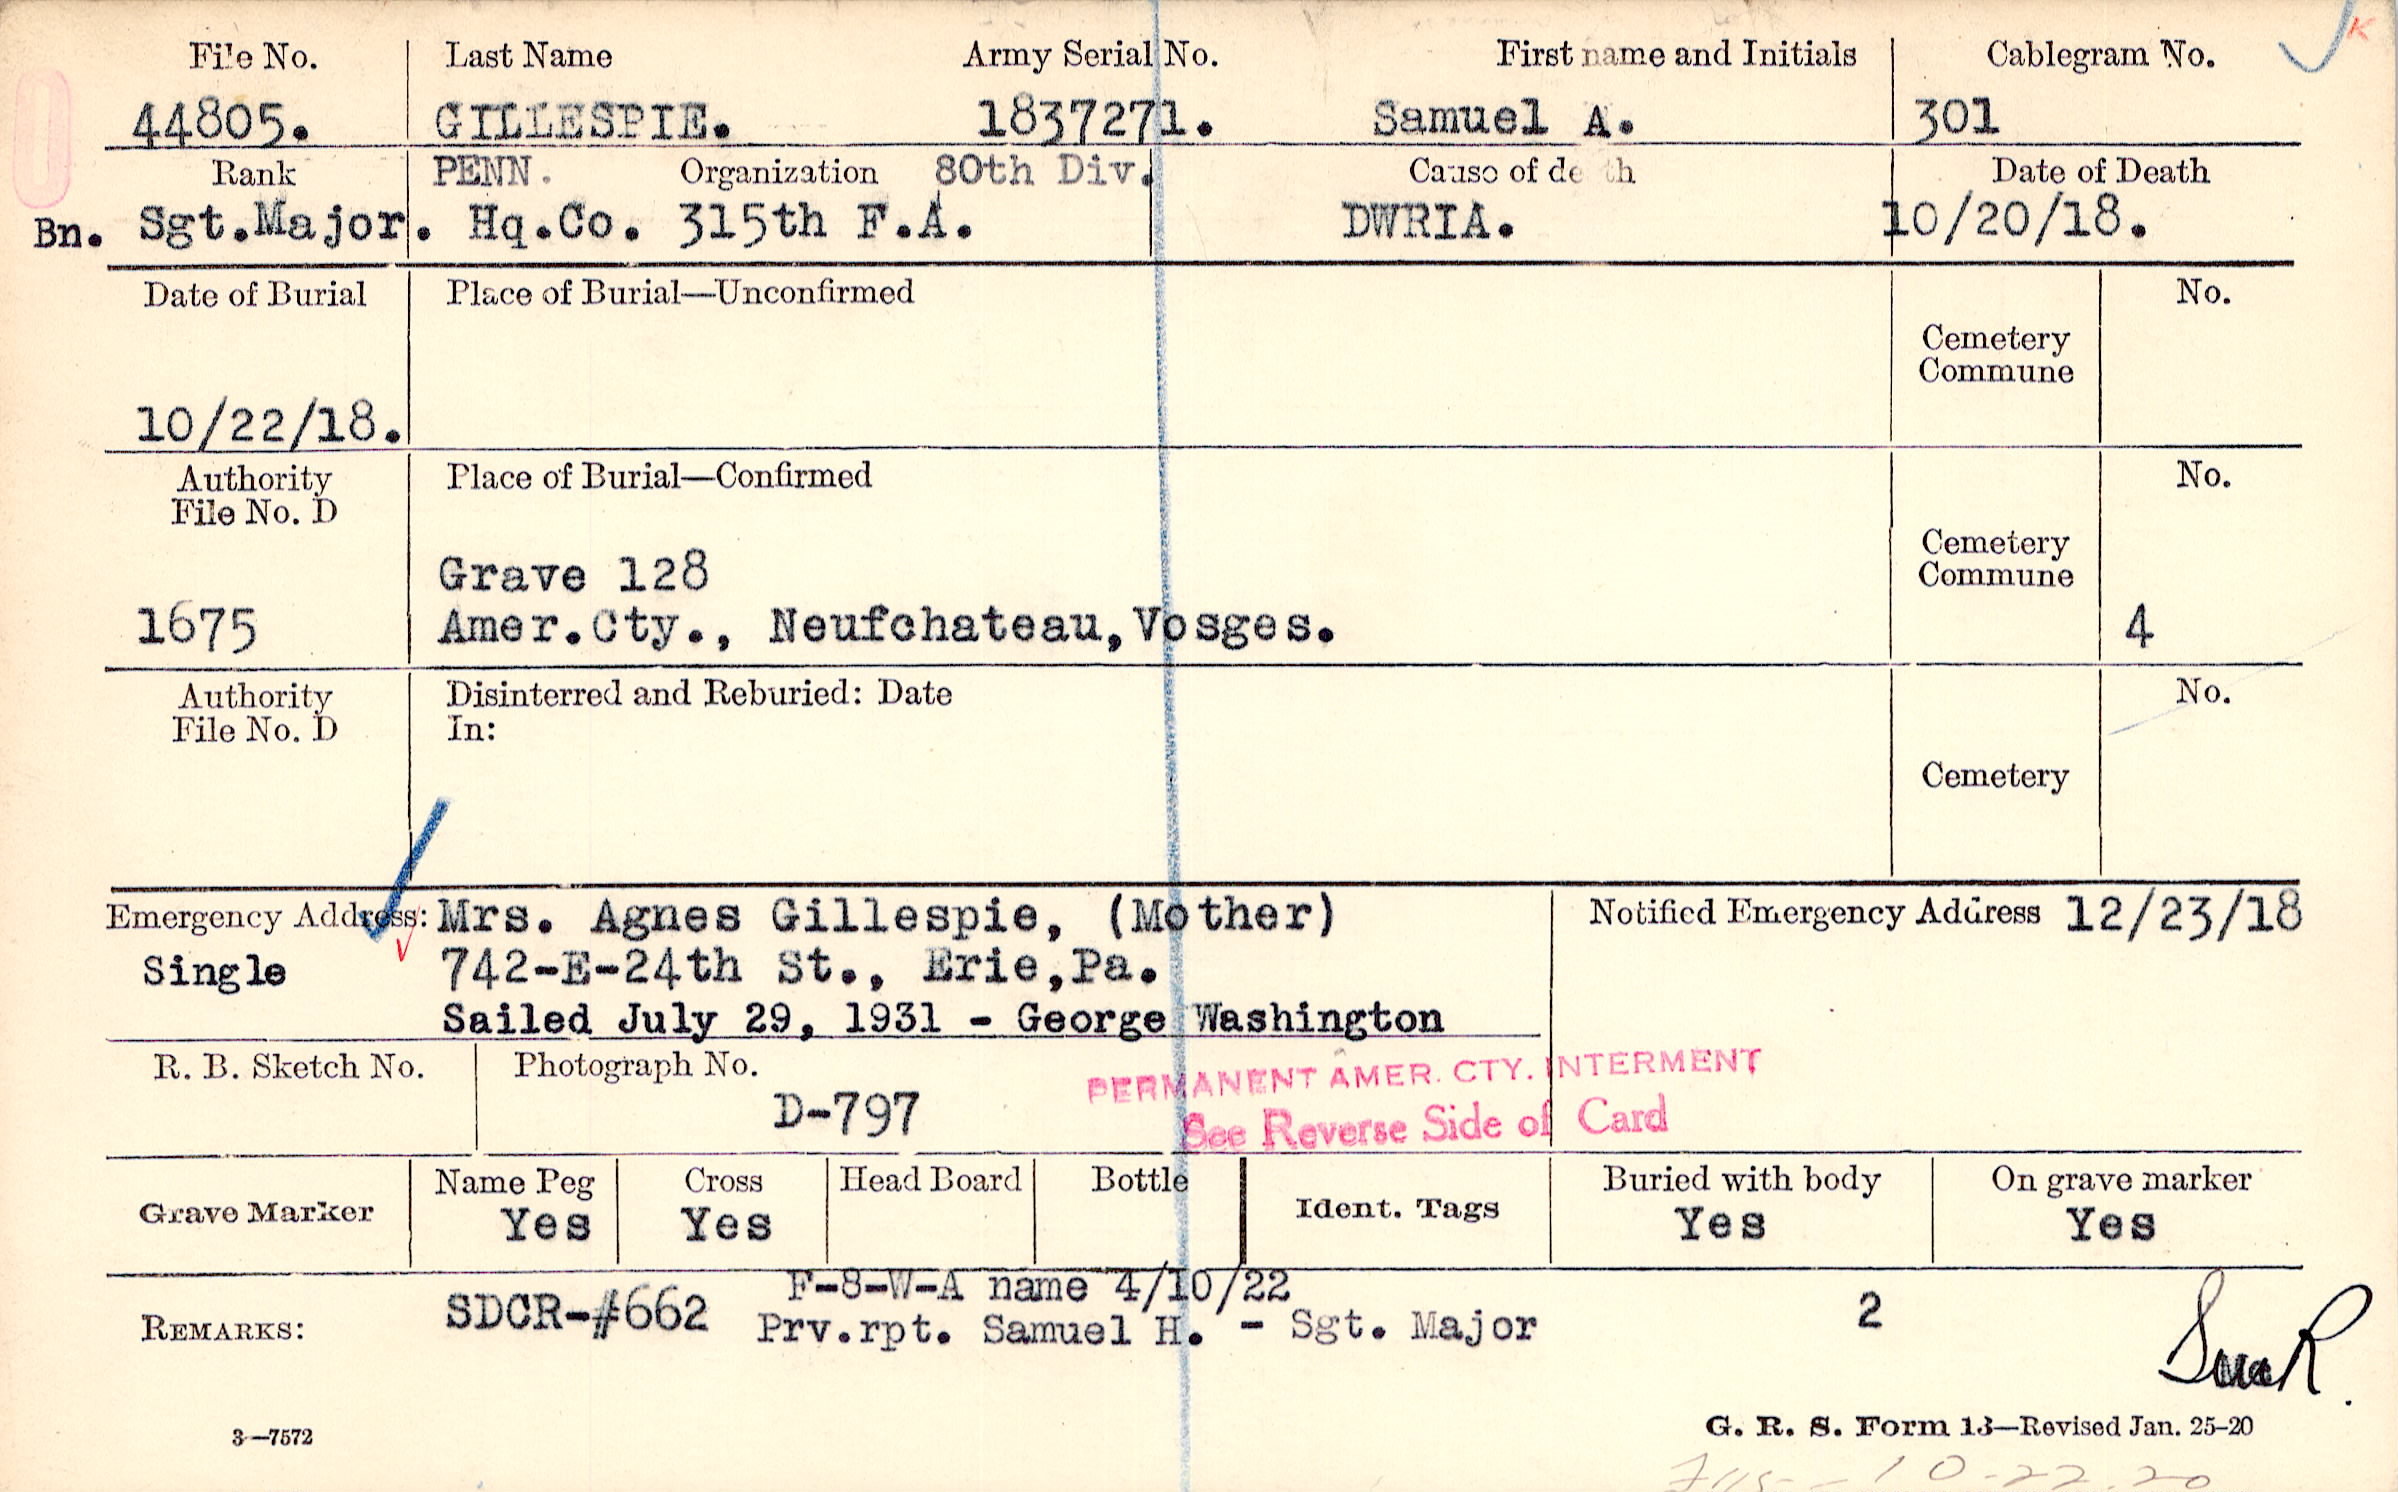 File No. Last Name Army Serial No. First name and Initials Cablegram No. K
44805. GILLESPIE. 1837271. Samuel A. 301
Rank PENN. Organization 80th Div. Cause of death Date of Death
Bn. Sgt.Major. Hq.Co. 315th F.A. DWRIA. 10/20/18.
Date of Burial Place of Burial—Unconfirmed No.
Cemetery
Commune
10/22/18.
Authority Place of Burial—Confirmed No.
File No. D
Cemetery
Grave 128 Commune
1675 Amer.Cty., Neufchateau,Vosges. 4
Authority Disinterred and Reburied: Date No.
File No. D In:
Cemetery
Emergency Address: Mrs. Agnes Gillespie, (Mother) Notified Emergency Address 12/23/18
Single 742-E-24th St., Erie,Pa.
Sailed July 29, 1931 - George Washington
R. B. Sketch No. Photograph No. PERMANENT AMER. CTY. INTERMENT
D-797 See Reverse Side of Card
Grave Marker Name Peg Cross Head Board Bottle Ident. Tags Buried with body On grave marker
Yes Yes Yes Yes
F-8-W-A name 4/10/22
REMARKS: SDCR-#662 Prv.rpt. Samuel H. - Sgt. Major 2
3—7572 G. R. S. Form 13—Revised Jan. 25-20
10-22-20